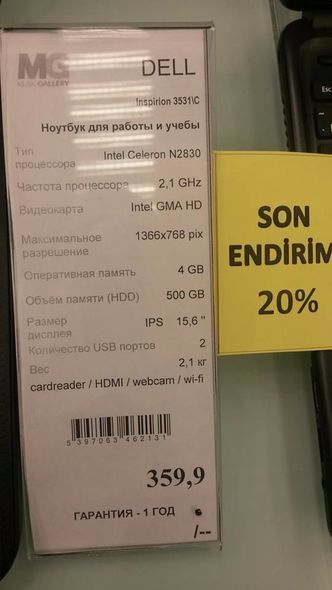 MG
MUSIC GALLERY
DELL
Inspirion 3531\C
Ноутбук для работы и учебы
Тип процессора Intel Celeron N2830
Частота процессора 2,1 GHz
Видеокарта Intel GMA HD
Максимальное разрешение 1366x768 pix
Оперативная память 4 GB
Объём памяти (HDD) 500 GB
Размер дисплея IPS 15,6 "
Количество USB портов 2
Вес 2,1 кг
cardreader / HDMI / webcam / wi-fi
5 397063 462131
359,9
ГАРАНТИЯ - 1 ГОД
/--
SON
ENDİRİM
20%